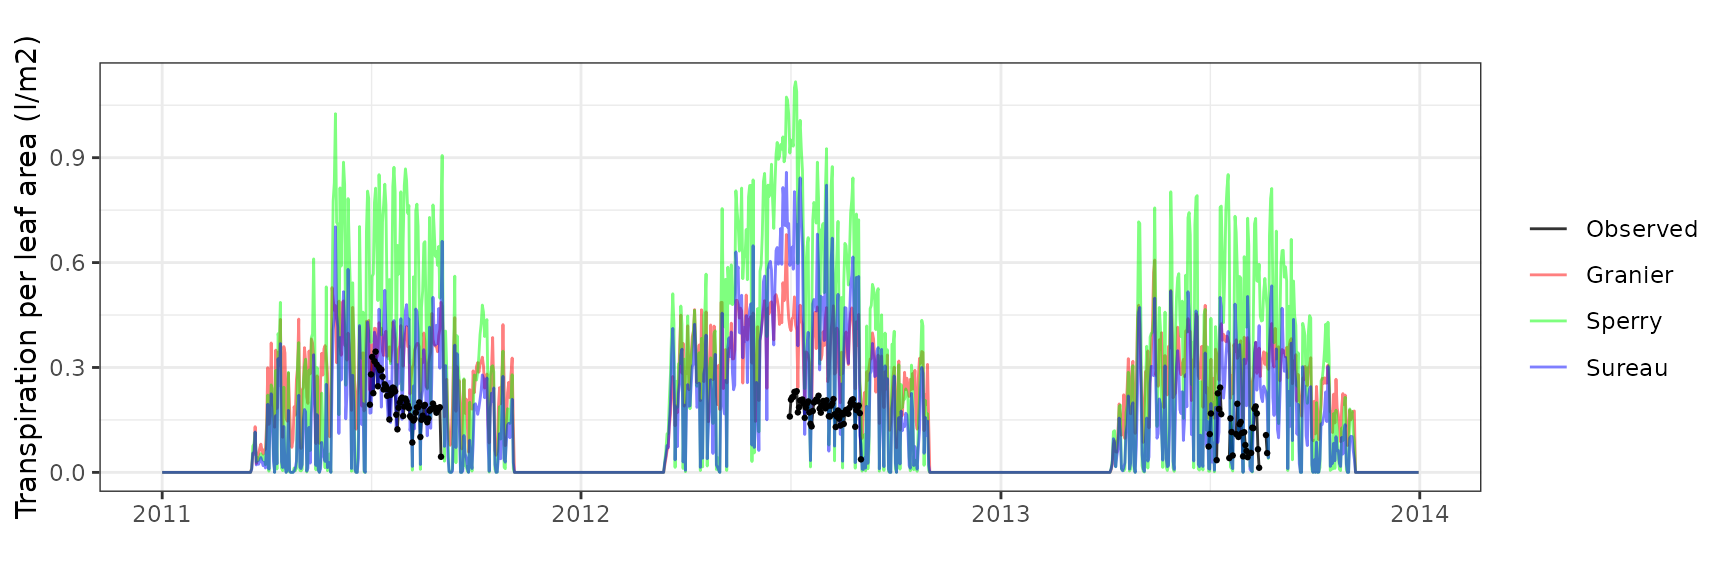 Transpiration per leaf area (l/m2)
0.9
0.6
0.3
0.0
2011
2012
2013
2014
Observed
Granier
Sperry
Sureau